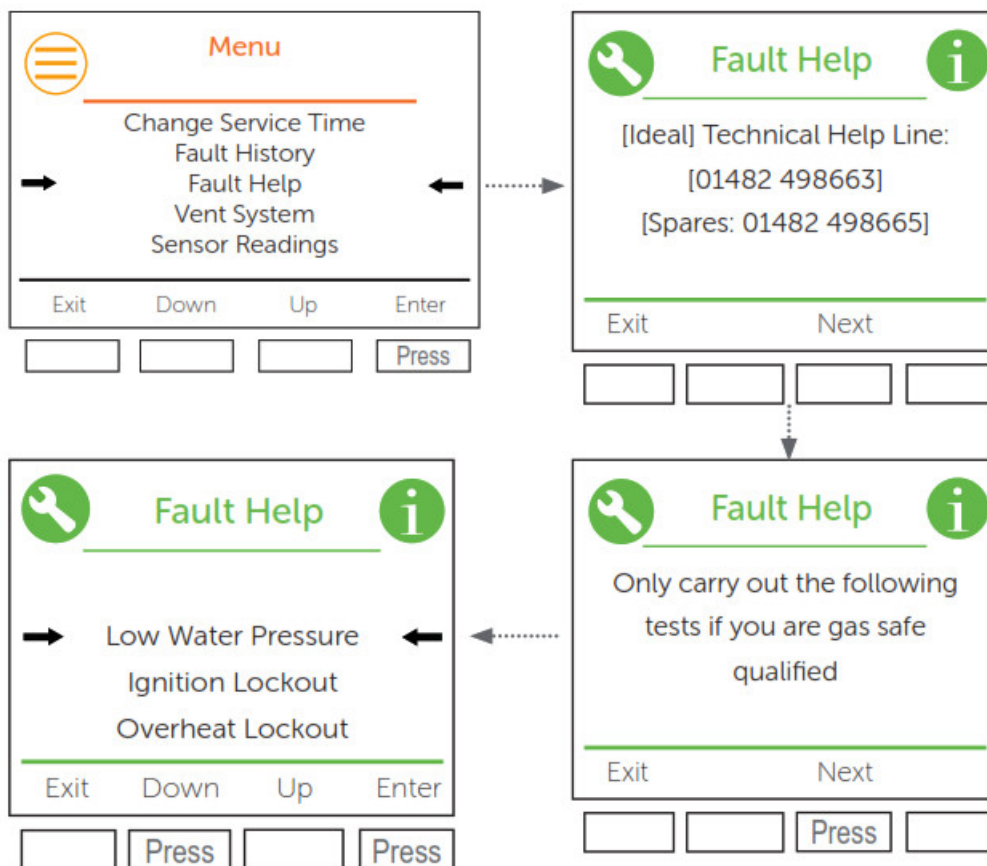 Menu
Change Service Time
Fault History
Fault Help
Vent System
Sensor Readings
Exit Down Up Enter
Press
Fault Help
[Ideal] Technical Help Line:
[01482 498663]
[Spares: 01482 498665]
Exit Next
Fault Help
Only carry out the following
tests if you are gas safe
qualified
Exit Next
Press
Fault Help
Low Water Pressure
Ignition Lockout
Overheat Lockout
Exit Down Up Enter
Press Press